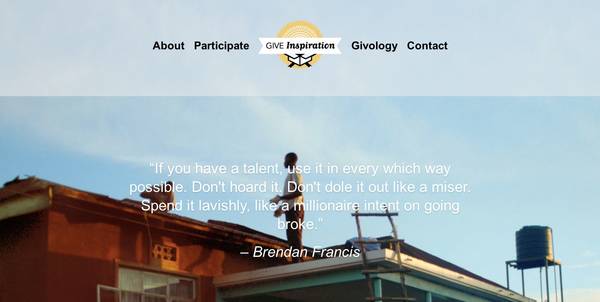 About Participate GIVE Inspiration Givology Contact
“If you have a talent, use it in every which way
possible. Don't hoard it. Don't dole it out like a miser.
Spend it lavishly, like a millionaire intent on going
broke.”
– Brendan Francis